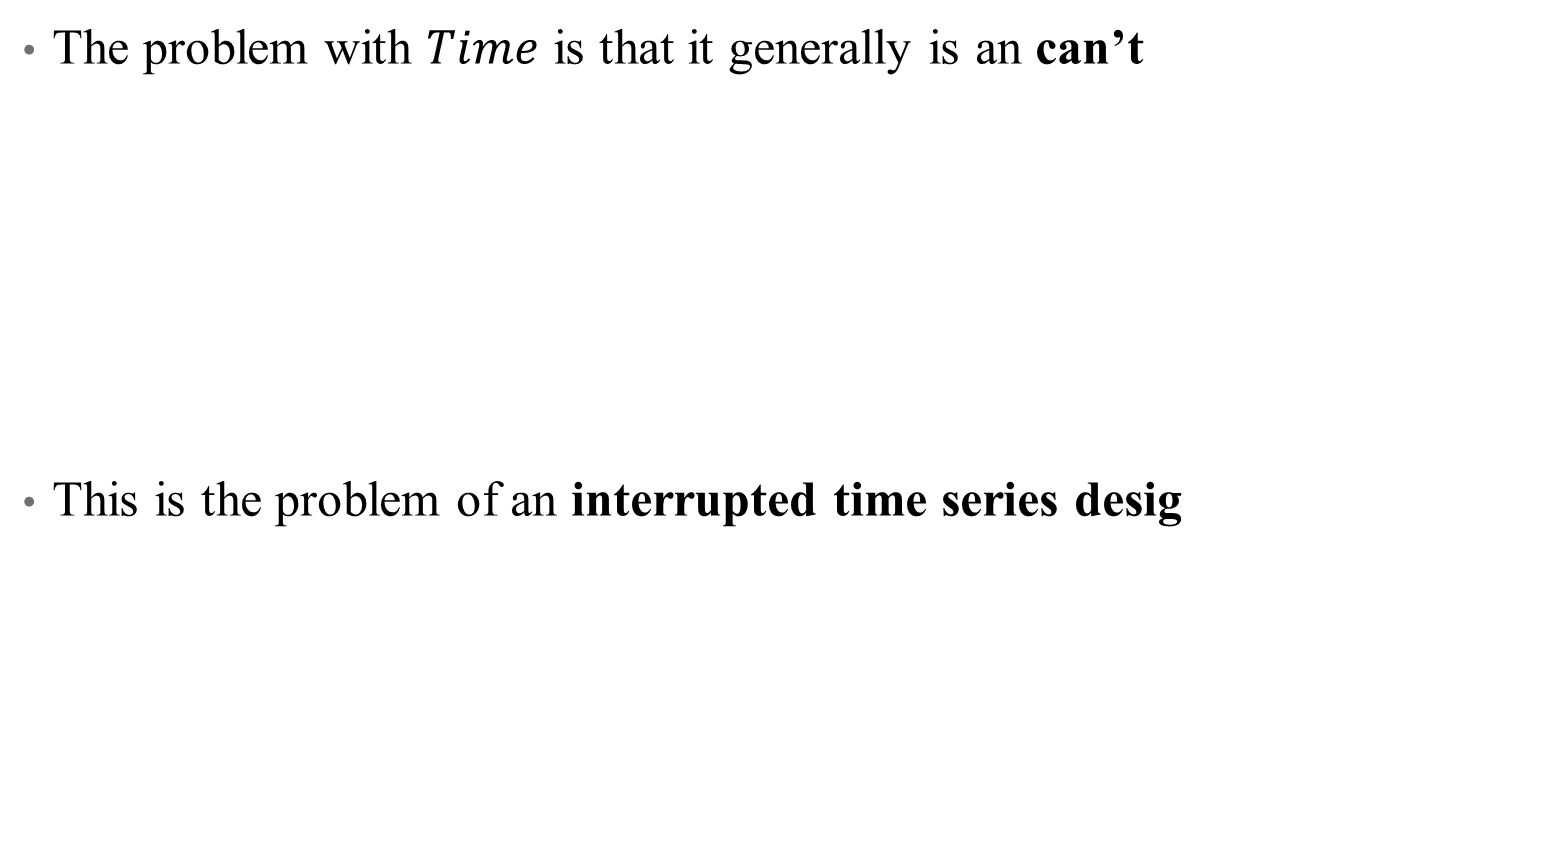 • The problem with 𝑇𝑖𝑚𝑒 is that it generally is an can’t
• This is the problem of an interrupted time series desig